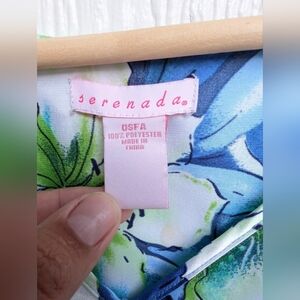 serenada®
OSFA
100% POLYESTER
MADE IN
CHINA